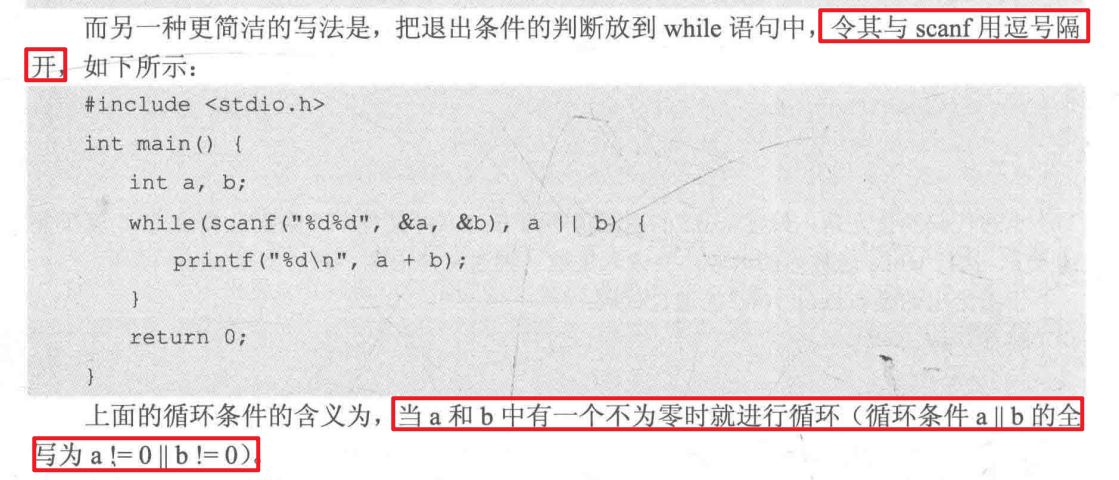 而另一种更简洁的写法是，把退出条件的判断放到 while 语句中，令其与 scanf 用逗号隔
开，如下所示：
#include <stdio.h>
int main() {
int a, b;
while(scanf("%d%d", &a, &b), a || b) {
printf("%d\n", a + b);
}
return 0;
}
上面的循环条件的含义为，当 a 和 b 中有一个不为零时就进行循环（循环条件 a || b 的全
写为 a != 0 || b != 0）。